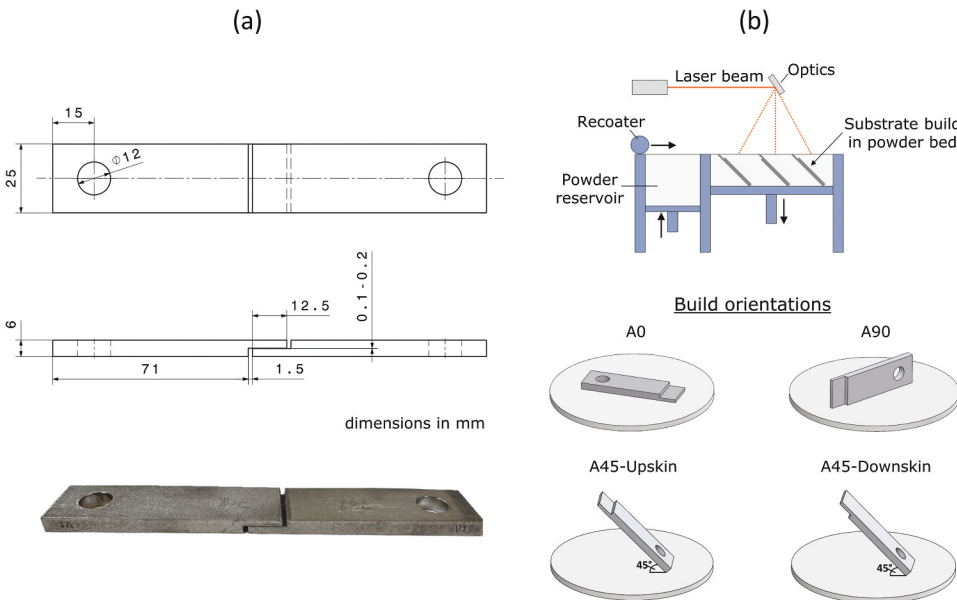 (a)
15
Ø12
25
0.1-0.2
12.5
6
71
1.5
dimensions in mm
(b)
Laser beam
Optics
Recoater
Substrate build
in powder bed
Powder
reservoir
Build orientations
A0
A90
A45-Upskin
A45-Downskin
45°
45°